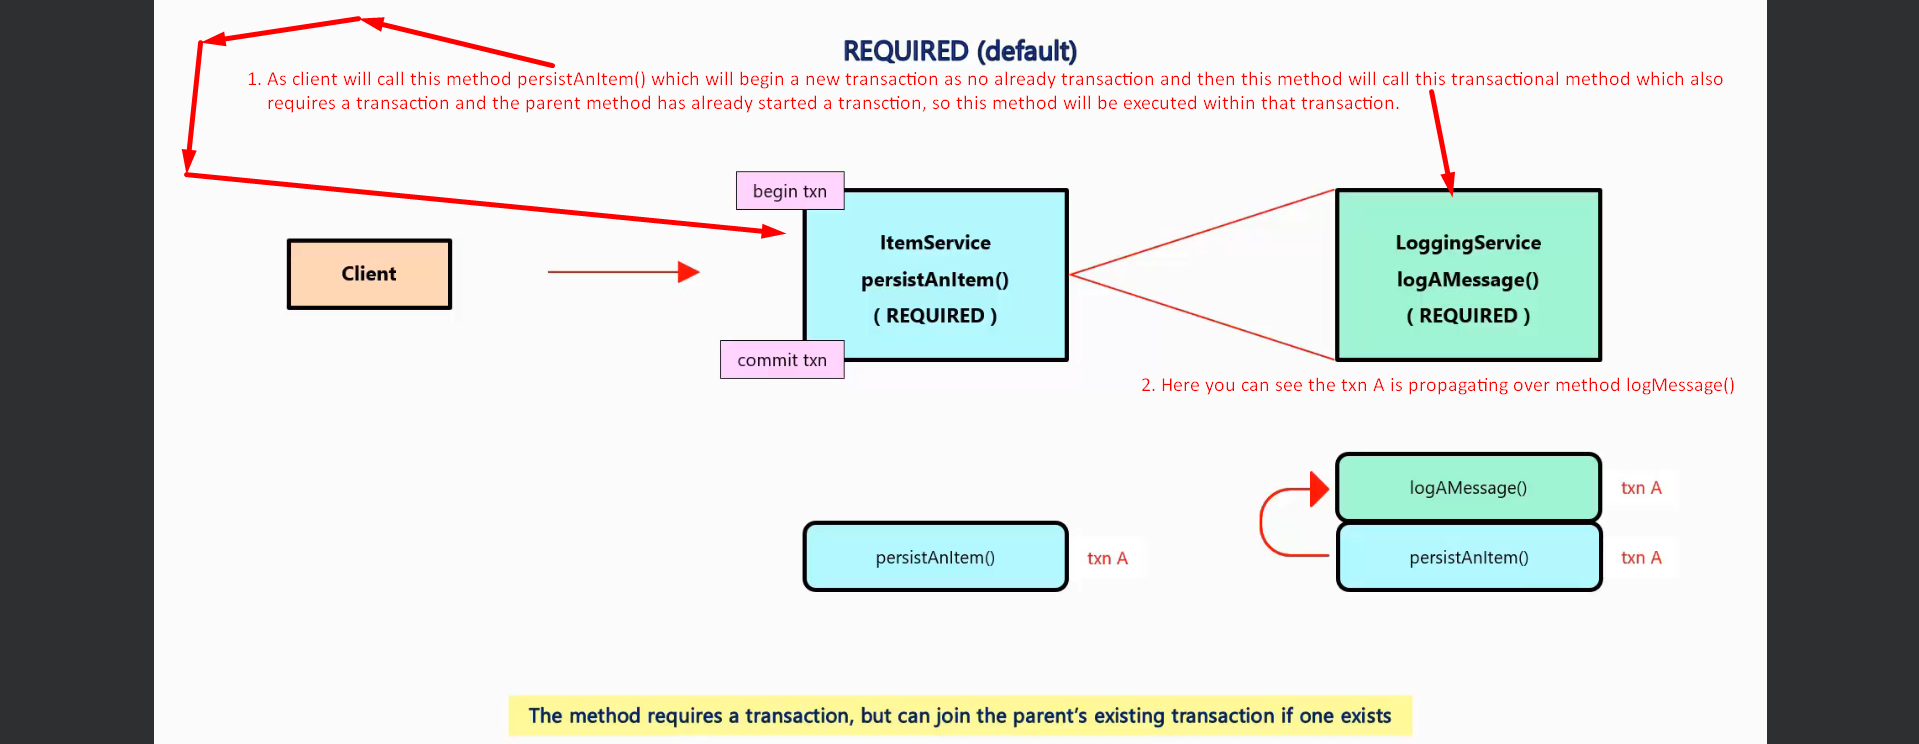 REQUIRED (default)
1. As client will call this method persistAnItem() which will begin a new transaction as no already transaction and then this method will call this transactional method which also
requires a transaction and the parent method has already started a transction, so this method will be executed within that transaction.
begin txn
Client
ItemService
persistAnItem()
( REQUIRED )
commit txn
LoggingService
logAMessage()
( REQUIRED )
2. Here you can see the txn A is propagating over method logMessage()
logAMessage()
txn A
persistAnItem()
txn A
persistAnItem()
txn A
The method requires a transaction, but can join the parent's existing transaction if one exists